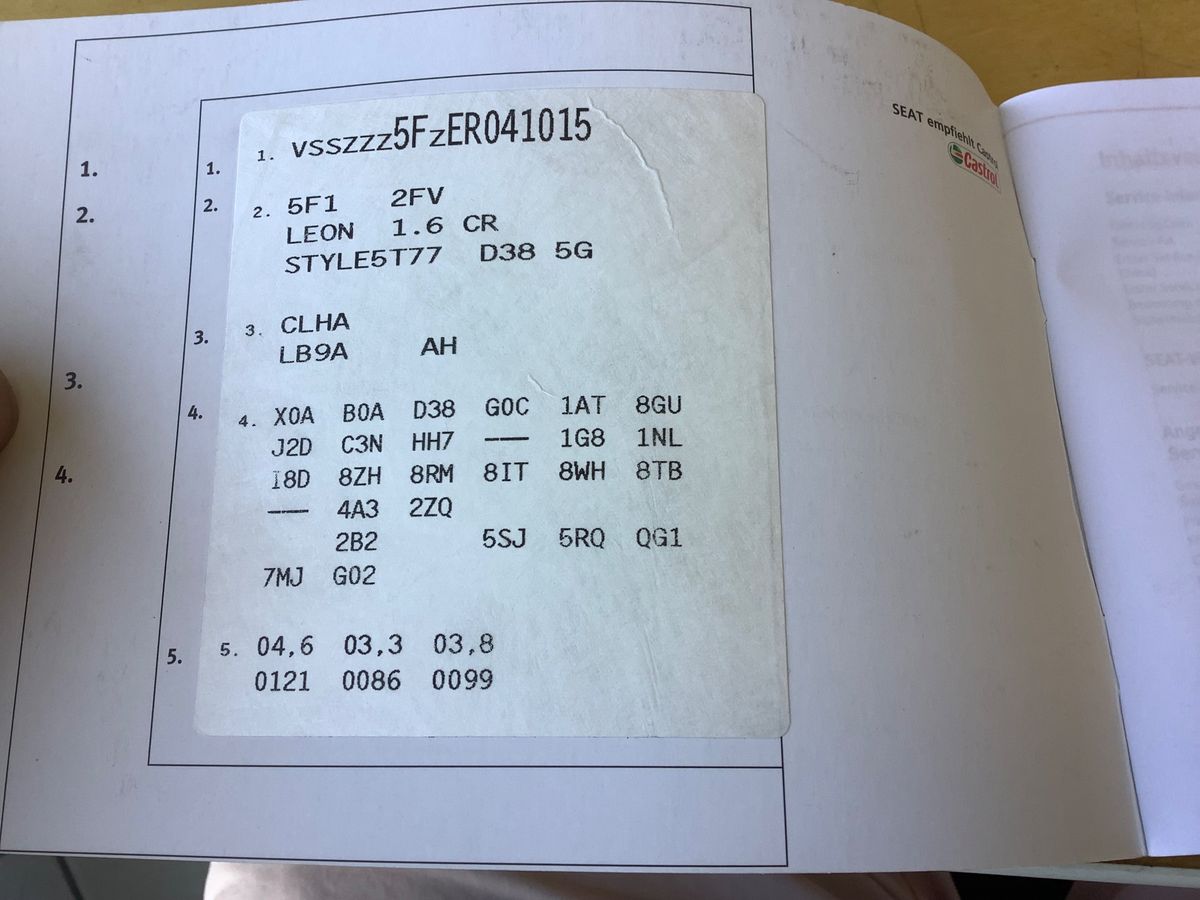 SEAT empfiehlt Castrol
Castrol
1.
2.
3.
4.
1.
2.
3.
4.
5.
1. VSSZZZ5FZER041015
2. 5F1 2FV
LEON 1.6 CR
STYLE5T77 D38 5G
3. CLHA
LB9A AH
4. X0A B0A D38 G0C 1AT 8GU
J2D C3N HH7 —— 1G8 1NL
I8D 8ZH 8RM 8IT 8WH 8TB
—— 4A3 2ZQ
2B2 5SJ 5RQ QG1
7MJ G02
5. 04,6 03,3 03,8
0121 0086 0099